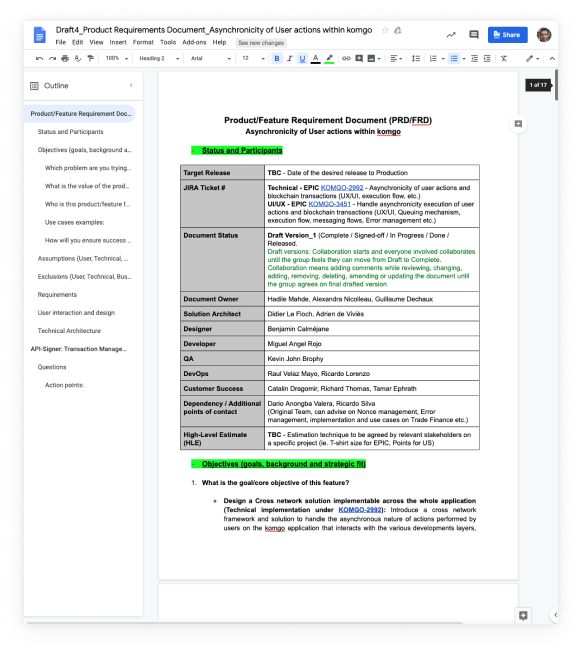 Draft4_Product Requirements Document_Asynchronicity of User actions within komgo
File Edit View Insert Format Tools Add-ons Help See new changes
Share
100% Heading 2 Arial 12 B I U A
Outline
1 of 17
Product/Feature Requirement Doc...
Status and Participants
Objectives (goals, background a...
Which problem are you trying...
What is the value of the prod...
Who is this product/feature f...
Use cases examples:
How will you ensure success ...
Assumptions (User, Technical, ...
Exclusions (User, Technical, Bus...
Requirements
User interaction and design
Technical Architecture
API-Signer: Transaction Manage...
Questions
Action points:
Product/Feature Requirement Document (PRD/FRD)
Asynchronicity of User actions within komgo
- Status and Participants
Target Release
TBC - Date of the desired release to Production
JIRA Ticket #
Technical - EPIC KOMGO-2992 - Asynchronicity of user actions and
blockchain transactions (UX/UI, execution flow, etc.)
UI/UX - EPIC KOMGO-3451 - Handle asynchronicity execution of user
actions and blockchain transactions (UX/UI, Queuing mechanism,
execution flow, messaging flows, Error management etc.)
Document Status
Draft Version_1 (Complete / Signed-off / In Progress / Done /
Released.
Draft versions: Collaboration starts and everyone involved collaborates
until the group feels they can move from Draft to Complete.
Collaboration means adding comments while reviewing, changing,
adding, removing, deleting, amending or updating the document until
the group agrees on final drafted version
Document Owner
Hadile Mahde, Alexandra Nicolleau, Guillaume Dechaux
Solution Architect
Didier Le Floch, Adrien de Viviès
Designer
Benjamin Calméjane
Developer
Miguel Angel Rojo
QA
Kevin John Brophy
DevOps
Raul Velaz Mayo, Ricardo Lorenzo
Customer Success
Catalin Dragomir, Richard Thomas, Tamar Ephrath
Dependency / Additional
points of contact
Dario Anongba Valera, Ricardo Silva
(Original Team, can advise on Nonce management, Error
management, implementation and use cases on Trade Finance etc.)
High-Level Estimate
(HLE)
TBC - Estimation technique to be agreed by relevant stakeholders on
a specific project (ie. T-shirt size for EPIC, Points for US)
- Objectives (goals, background and strategic fit)
1. What is the goal/core objective of this feature?
Design a Cross network solution implementable across the whole application
(Technical implementation under KOMGO-2992): Introduce a cross network
framework and solution to handle the asynchronous nature of actions performed by
users on the komgo application that interacts with the various developments layers.